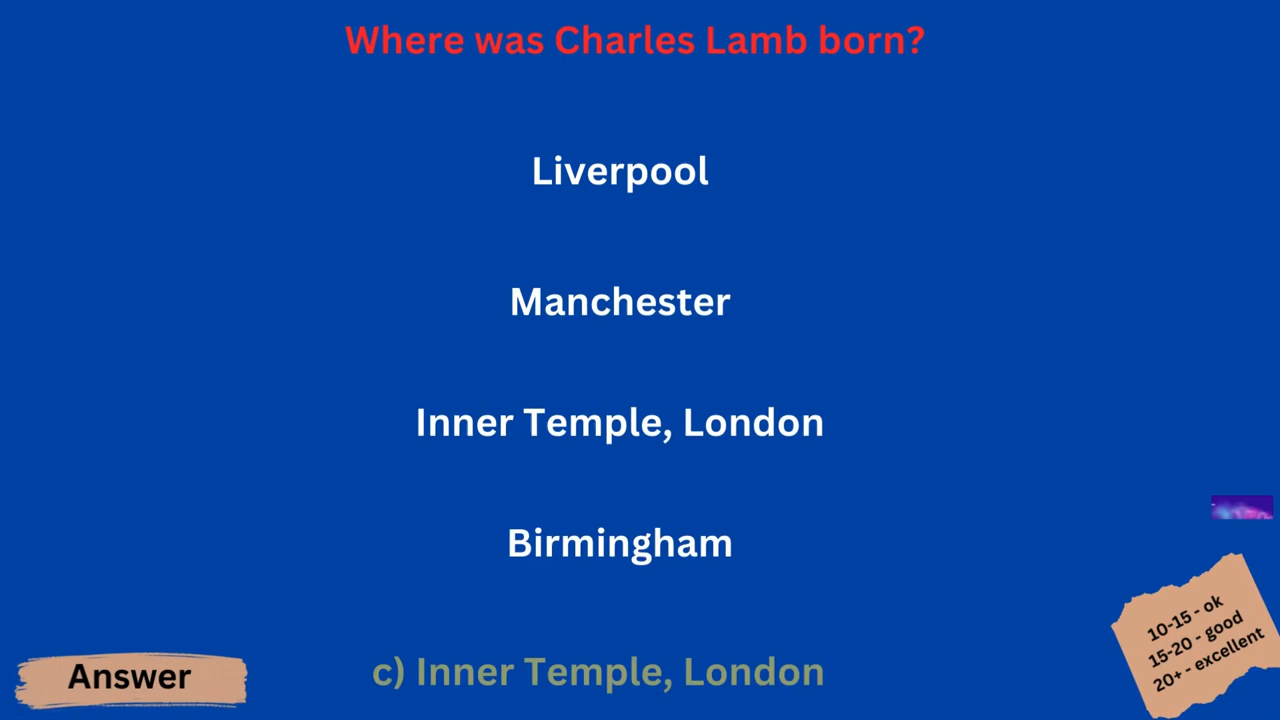 Where was Charles Lamb born?
Liverpool
Manchester
Inner Temple, London
Birmingham
Answer
c) Inner Temple, London
10-15 - ok
15-20 - good
20+ - excellent